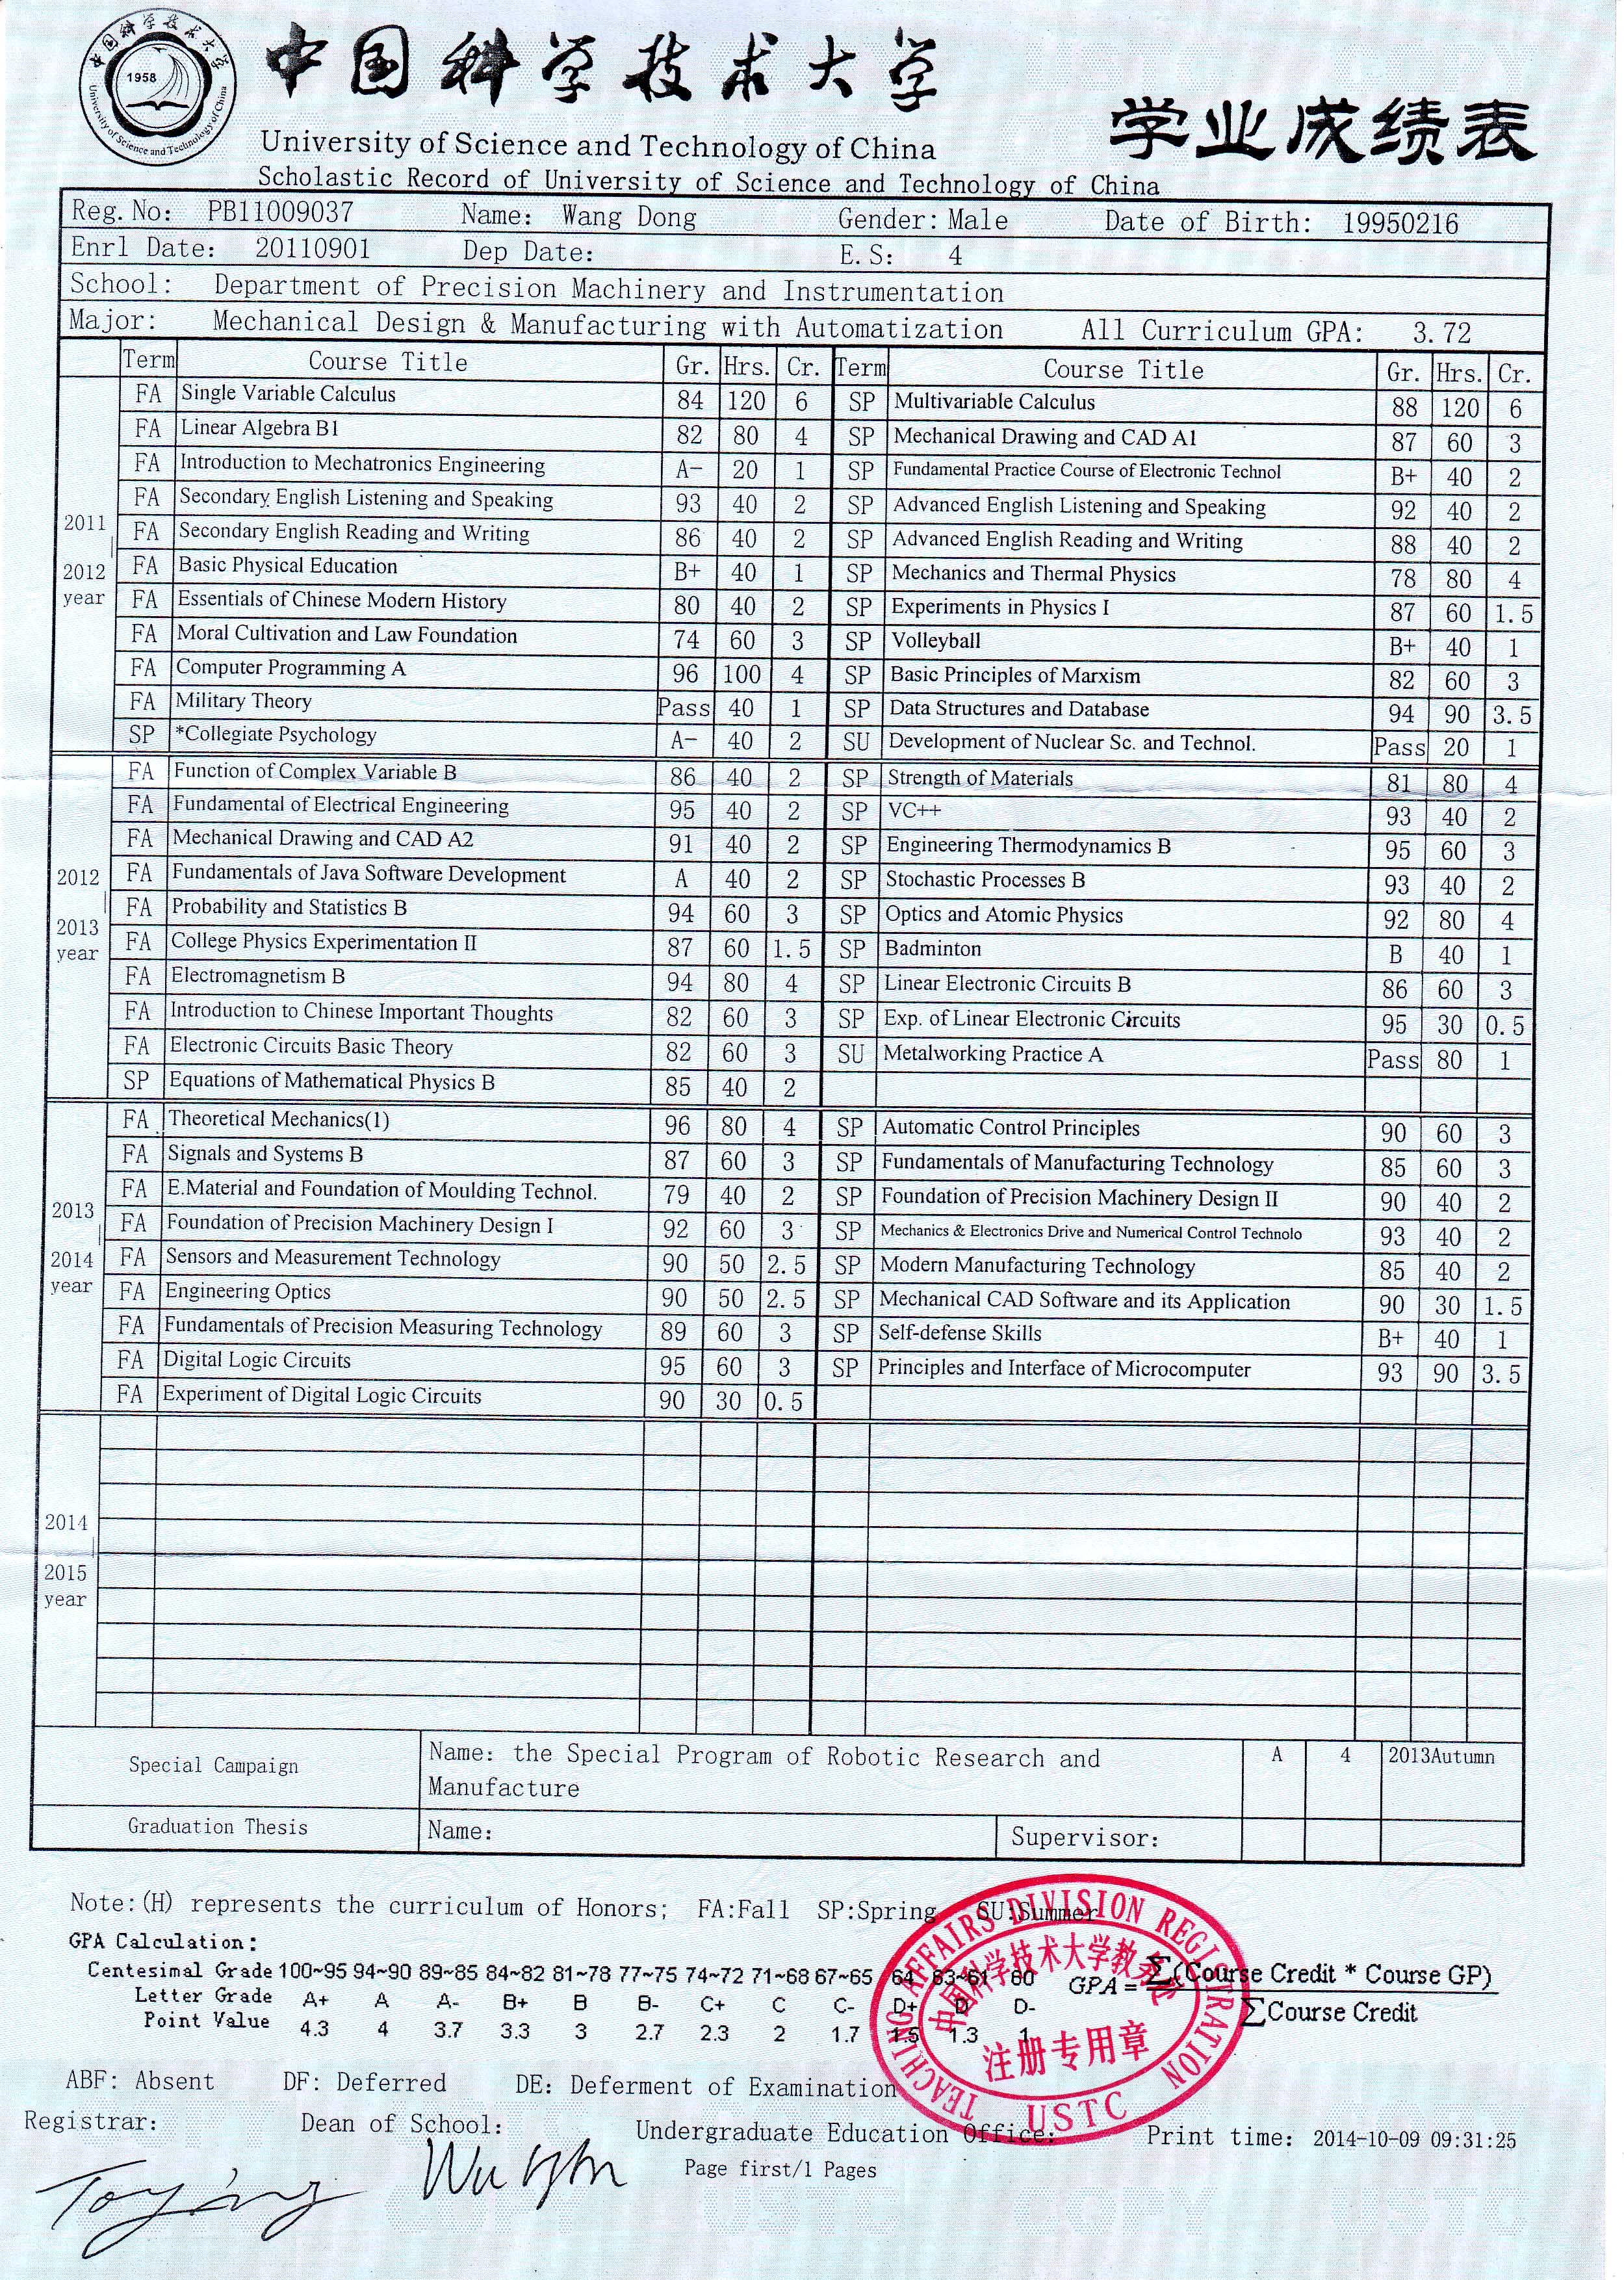 中国科学技术大学
1958
University of Science and Technology of China
中国科学技术大学
University of Science and Technology of China
学业成绩表
Scholastic Record of University of Science and Technology of China
Reg. No: PB11009037 Name: Wang Dong Gender: Male Date of Birth: 19950216
Enrl Date: 20110901 Dep Date: E.S: 4
School: Department of Precision Machinery and Instrumentation
Major: Mechanical Design & Manufacturing with Automatization All Curriculum GPA: 3.72
Term Course Title Gr. Hrs. Cr. Term Course Title Gr. Hrs. Cr.
2011 | 2012 year
FA Single Variable Calculus 84 120 6 SP Multivariable Calculus 88 120 6
FA Linear Algebra B1 82 80 4 SP Mechanical Drawing and CAD A1 87 60 3
FA Introduction to Mechatronics Engineering A- 20 1 SP Fundamental Practice Course of Electronic Technol B+ 40 2
FA Secondary English Listening and Speaking 93 40 2 SP Advanced English Listening and Speaking 92 40 2
FA Secondary English Reading and Writing 86 40 2 SP Advanced English Reading and Writing 88 40 2
FA Basic Physical Education B+ 40 1 SP Mechanics and Thermal Physics 78 80 4
FA Essentials of Chinese Modern History 80 40 2 SP Experiments in Physics I 87 60 1.5
FA Moral Cultivation and Law Foundation 74 60 3 SP Volleyball B+ 40 1
FA Computer Programming A 96 100 4 SP Basic Principles of Marxism 82 60 3
FA Military Theory Pass 40 1 SP Data Structures and Database 94 90 3.5
SP *Collegiate Psychology A- 40 2 SU Development of Nuclear Sc. and Technol. Pass 20 1
2012 | 2013 year
FA Function of Complex Variable B 86 40 2 SP Strength of Materials 81 80 4
FA Fundamental of Electrical Engineering 95 40 2 SP VC++ 93 40 2
FA Mechanical Drawing and CAD A2 91 40 2 SP Engineering Thermodynamics B 95 60 3
FA Fundamentals of Java Software Development A 40 2 SP Stochastic Processes B 93 40 2
FA Probability and Statistics B 94 60 3 SP Optics and Atomic Physics 92 80 4
FA College Physics Experimentation II 87 60 1.5 SP Badminton B 40 1
FA Electromagnetism B 94 80 4 SP Linear Electronic Circuits B 86 60 3
FA Introduction to Chinese Important Thoughts 82 60 3 SP Exp. of Linear Electronic Circuits 95 30 0.5
FA Electronic Circuits Basic Theory 82 60 3 SU Metalworking Practice A Pass 80 1
SP Equations of Mathematical Physics B 85 40 2
2013 | 2014 year
FA Theoretical Mechanics(1) 96 80 4 SP Automatic Control Principles 90 60 3
FA Signals and Systems B 87 60 3 SP Fundamentals of Manufacturing Technology 85 60 3
FA E.Material and Foundation of Moulding Technol. 79 40 2 SP Foundation of Precision Machinery Design II 90 40 2
FA Foundation of Precision Machinery Design I 92 60 3 SP Mechanics & Electronics Drive and Numerical Control Technolo 93 40 2
FA Sensors and Measurement Technology 90 50 2.5 SP Modern Manufacturing Technology 85 40 2
FA Engineering Optics 90 50 2.5 SP Mechanical CAD Software and its Application 90 30 1.5
FA Fundamentals of Precision Measuring Technology 89 60 3 SP Self-defense Skills B+ 40 1
FA Digital Logic Circuits 95 60 3 SP Principles and Interface of Microcomputer 93 90 3.5
FA Experiment of Digital Logic Circuits 90 30 0.5
2014 | 2015 year
Special Campaign Name: the Special Program of Robotic Research and Manufacture A 4 2013Autumn
Graduation Thesis Name: Supervisor:
Note:(H) represents the curriculum of Honors; FA:Fall SP:Spring SU:Summer
GPA Calculation:
Centesimal Grade 100~95 94~90 89~85 84~82 81~78 77~75 74~72 71~68 67~65 64 63~61 60
Letter Grade A+ A A- B+ B B- C+ C C- D+ D D-
Point Value 4.3 4 3.7 3.3 3 2.7 2.3 2 1.7 1.5 1.3 1
GPA = ∑(Course Credit * Course GP)
∑Course Credit
TEACHING AFFAIRS DIVISION REGISTRATION
中国科学技术大学教务处
注册专用章
USTC
ABF: Absent DF: Deferred DE: Deferment of Examination
Registrar: Dean of School: Undergraduate Education Office: Print time: 2014-10-09 09:31:25
Page first/1 Pages
COPY USTC COPY USTC